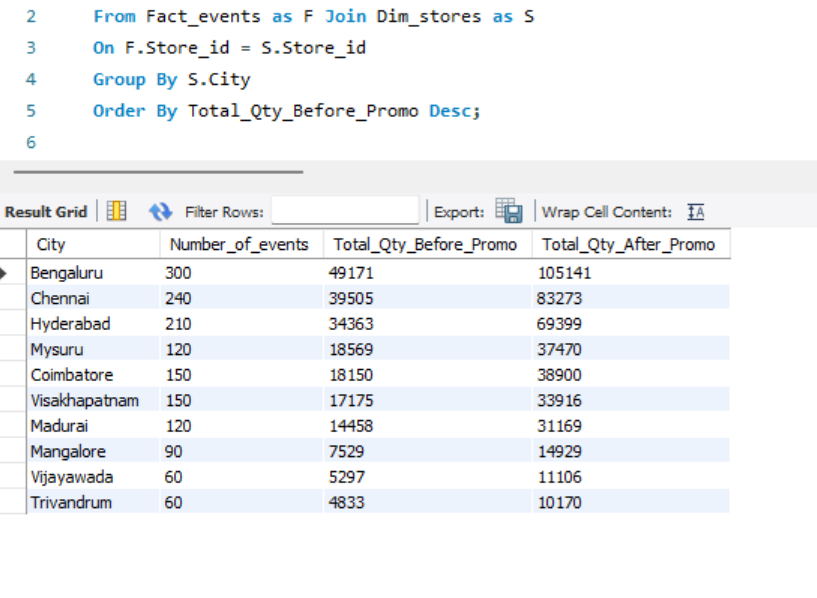 2 From Fact_events as F Join Dim_stores as S
3 On F.Store_id = S.Store_id
4 Group By S.City
5 Order By Total_Qty_Before_Promo Desc;
6
Result Grid Filter Rows: Export: Wrap Cell Content: IA
City Number_of_events Total_Qty_Before_Promo Total_Qty_After_Promo
Bengaluru 300 49171 105141
Chennai 240 39505 83273
Hyderabad 210 34363 69399
Mysuru 120 18569 37470
Coimbatore 150 18150 38900
Visakhapatnam 150 17175 33916
Madurai 120 14458 31169
Mangalore 90 7529 14929
Vijayawada 60 5297 11106
Trivandrum 60 4833 10170